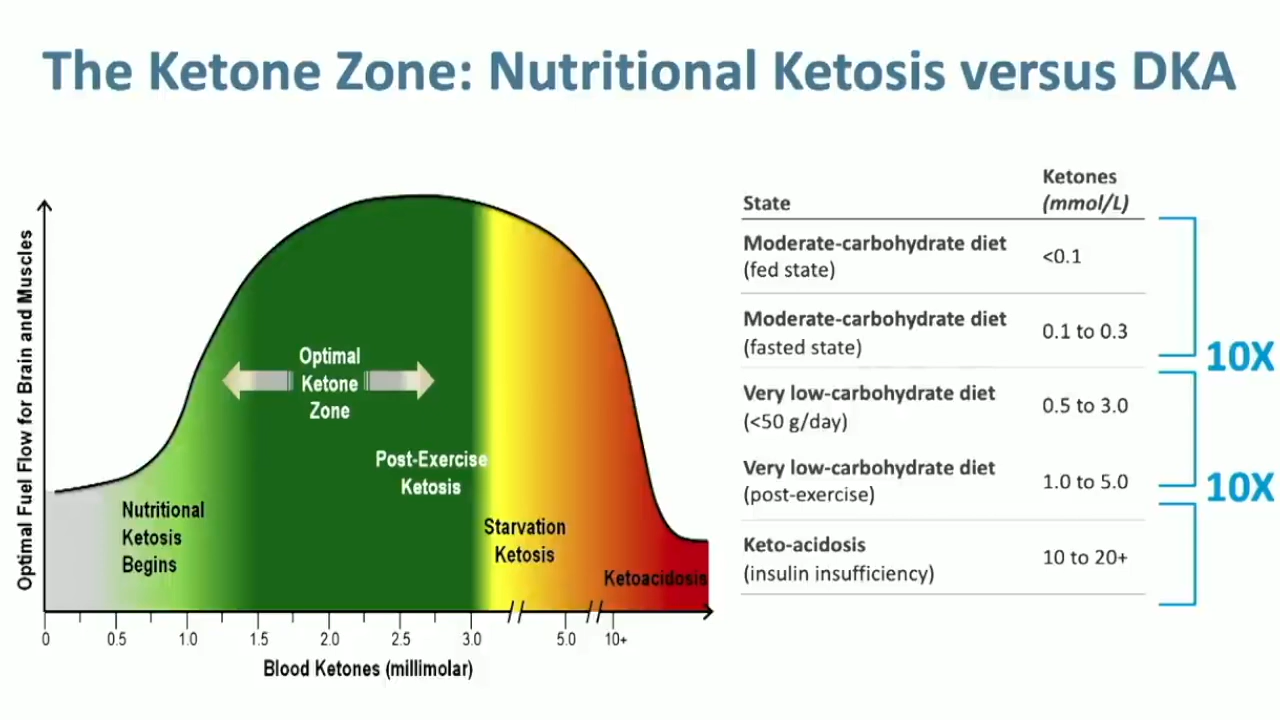 The Ketone Zone: Nutritional Ketosis versus DKA
Optimal Fuel Flow for Brain and Muscles
Optimal
Ketone
Zone
Post-Exercise
Ketosis
Nutritional
Ketosis
Begins
Starvation
Ketosis
Ketoacidosis
0 0.5 1.0 1.5 2.0 2.5 3.0 5.0 10+
Blood Ketones (millimolar)
Ketones
State (mmol/L)
Moderate-carbohydrate diet
(fed state)
<0.1
Moderate-carbohydrate diet
(fasted state)
0.1 to 0.3
10X
Very low-carbohydrate diet
(<50 g/day)
0.5 to 3.0
Very low-carbohydrate diet
(post-exercise)
1.0 to 5.0
10X
Keto-acidosis
(insulin insufficiency)
10 to 20+